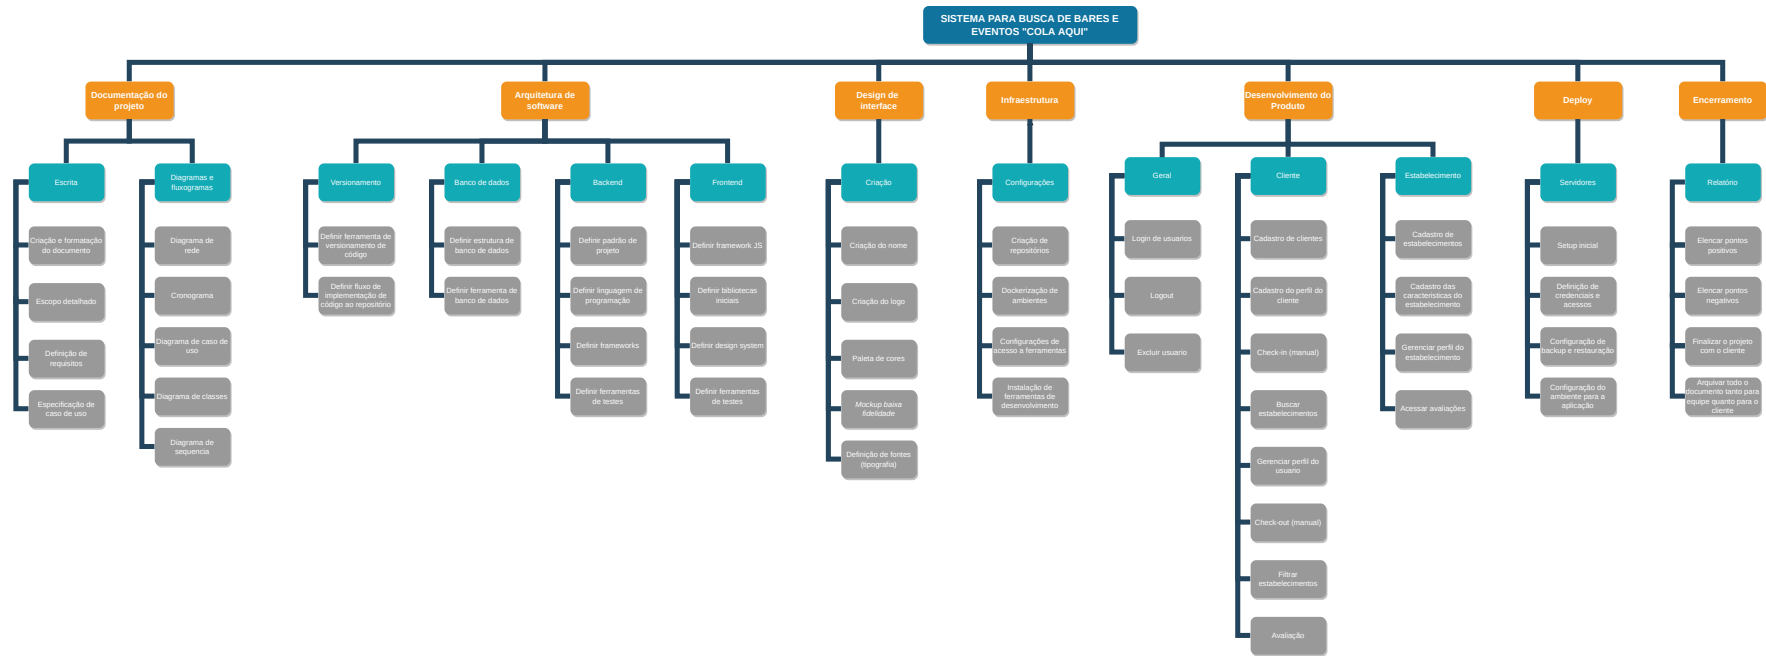 SISTEMA PARA BUSCA DE BARES E
EVENTOS "COLA AQUI"
Documentação do
projeto
Arquitetura de
software
Design de
interface
Infraestrutura
Desenvolvimento do
Produto
Deploy
Encerramento
Escrita
Criação e formatação
do documento
Escopo detalhado
Definição de
requisitos
Especificação de
caso de uso
Diagramas e
fluxogramas
Diagrama de
rede
Cronograma
Diagrama de caso de
uso
Diagrama de classes
Diagrama de
sequencia
Versionamento
Definir ferramenta de
versionamento de
código
Definir fluxo de
implementação de
código ao repositório
Banco de dados
Definir estrutura de
banco de dados
Definir ferramenta de
banco de dados
Backend
Definir padrão de
projeto
Definir linguagem de
programação
Definir frameworks
Definir ferramentas
de testes
Frontend
Definir framework JS
Definir bibliotecas
iniciais
Definir design system
Definir ferramentas
de testes
Criação
Criação do nome
Criação do logo
Paleta de cores
Mockup baixa
fidelidade
Definição de fontes
(tipografia)
Configurações
Criação de
repositórios
Dockerização de
ambientes
Configurações de
acesso a ferramentas
Instalação de
ferramentas de
desenvolvimento
Geral
Login de usuarios
Logout
Excluir usuario
Cliente
Cadastro de clientes
Cadastro do perfil do
cliente
Check-in (manual)
Buscar
estabelecimentos
Gerenciar perfil do
usuario
Check-out (manual)
Filtrar
estabelecimentos
Avaliação
Estabelecimento
Cadastro de
estabelecimentos
Cadastro das
caracteristicas do
estabelecimento
Gerenciar perfil do
estabelecimento
Acessar avaliações
Servidores
Setup inicial
Definição de
credenciais e
acessos
Configuração de
backup e restauração
Configuração do
ambiente para a
aplicação
Relatório
Elencar pontos
positivos
Elencar pontos
negativos
Finalizar o projeto
com o cliente
Arquivar todo o
documento tanto para
equipe quanto para o
cliente